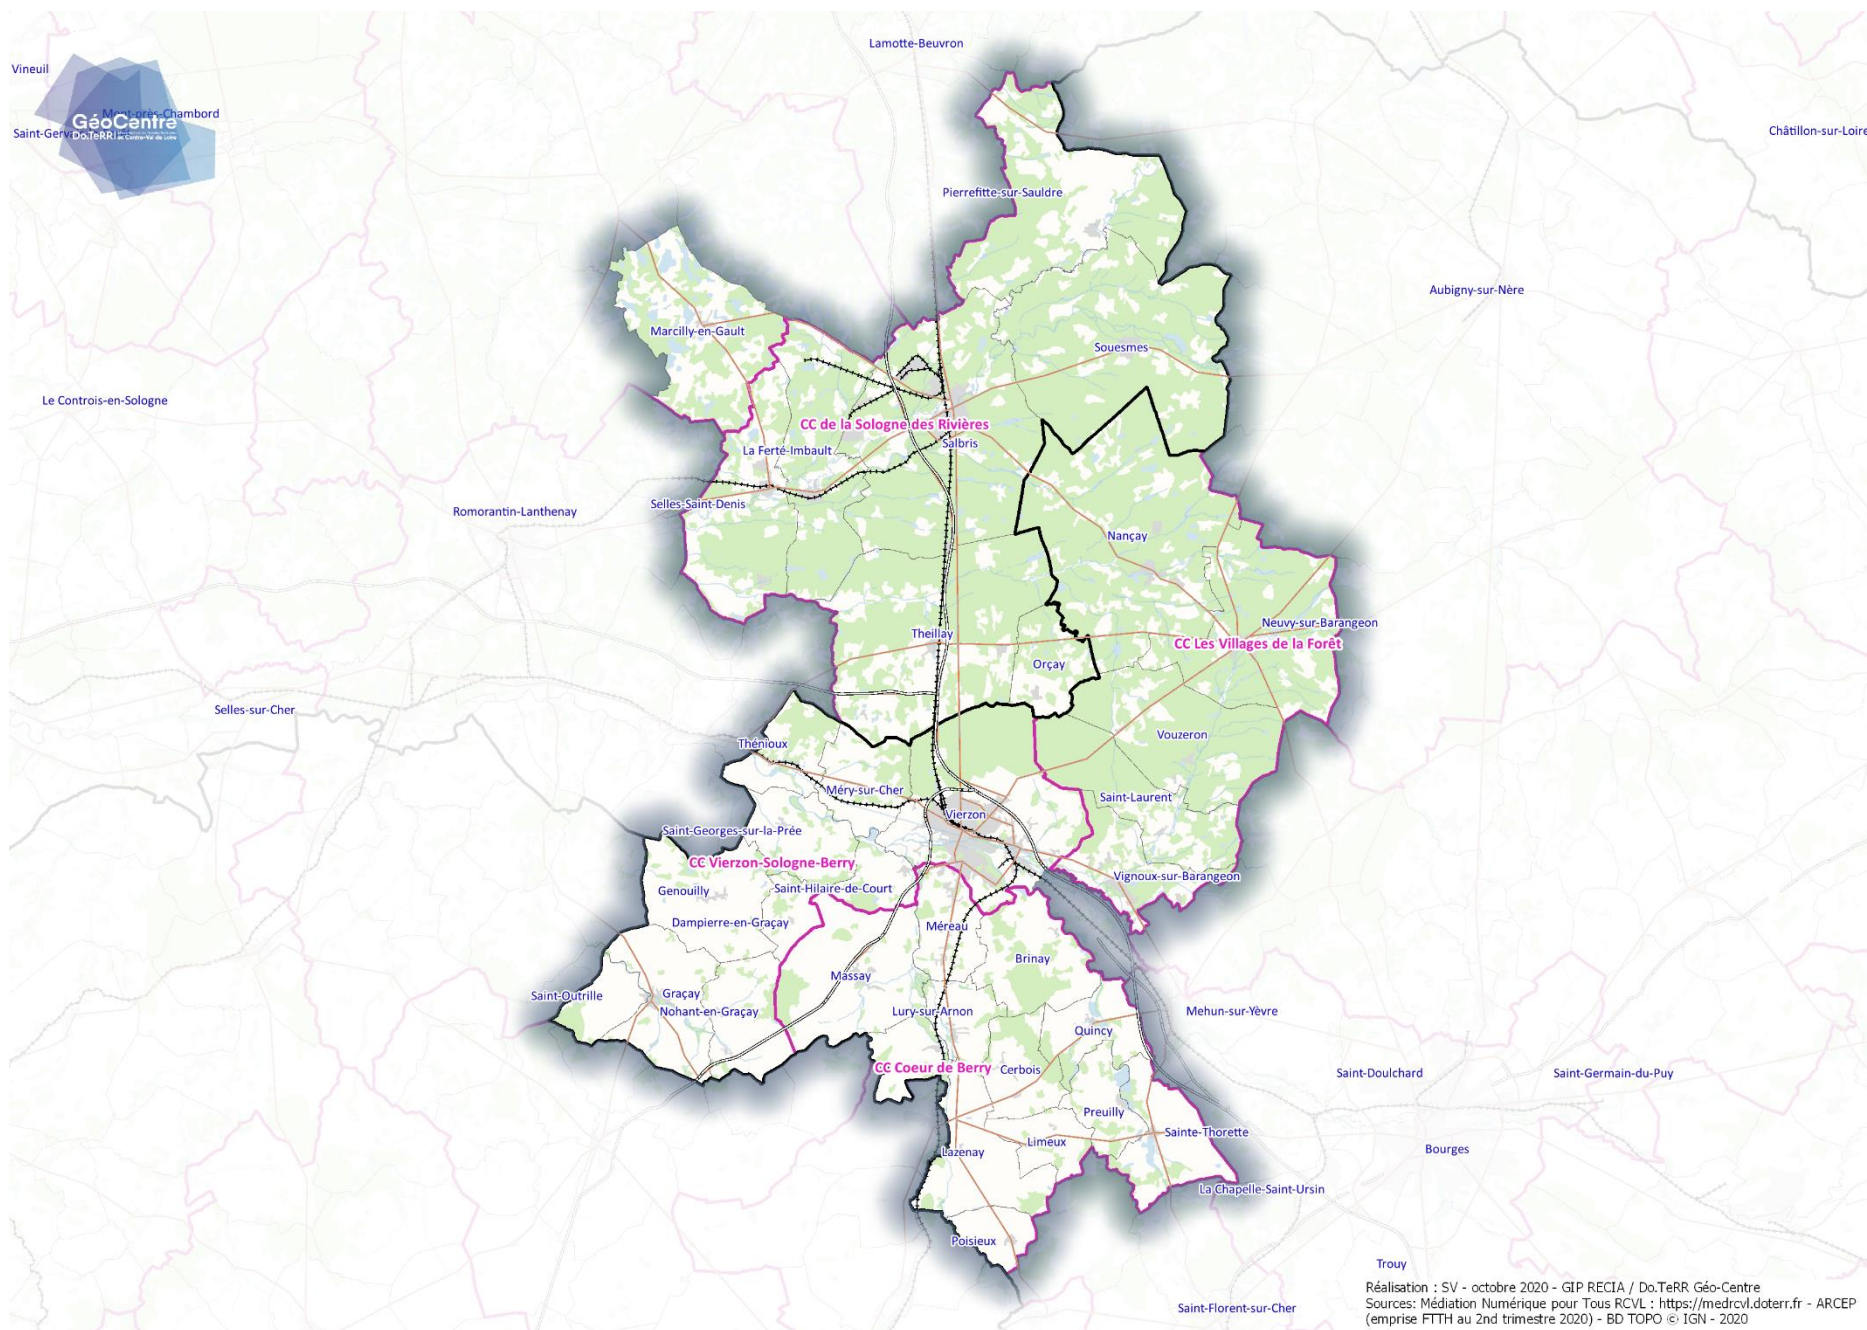 Lamotte-Beuvron
Vineuil
Mont-près-Chambord
GéoCentre
Châtillon-sur-Loire
Saint-Gerva
Do.TeRR
en Centre-Val de Loire
Pierrefitte-sur-Sauldre
Aubigny-sur-Nère
Marcilly-en-Gault
Souesmes
Le Controis-en-Sologne
CC de la Sologne des Rivières
Salbris
La Ferté-Imbault
Selles-Saint-Denis
Romorantin-Lanthenay
Nançay
Neuvy-sur-Barangeon
Theillay
CC Les Villages de la Forêt
Orçay
Selles-sur-Cher
Vouzeron
Thénioux
Méry-sur-Cher
Saint-Laurent
Vierzon
Saint-Georges-sur-la-Prée
CC Vierzon-Sologne-Berry
Vignoux-sur-Barangeon
Genouilly
Saint-Hilaire-de-Court
Dampierre-en-Graçay
Méreau
Brinay
Massay
Saint-Outrille
Graçay
Nohant-en-Graçay
Lury-sur-Arnon
Mehun-sur-Yèvre
Quincy
CC Coeur de Berry
Cerbois
Saint-Doulchard
Saint-Germain-du-Puy
Preuilly
Sainte-Thorette
Limeux
Lazenay
Bourges
La Chapelle-Saint-Ursin
Poisieux
Trouy
Saint-Florent-sur-Cher
Réalisation : SV - octobre 2020 - GIP RECIA / Do.TeRR Géo-Centre
Sources: Médiation Numérique pour Tous RCVL : https://medrcvl.doterr.fr - ARCEP
(emprise FTTH au 2nd trimestre 2020) - BD TOPO © IGN - 2020